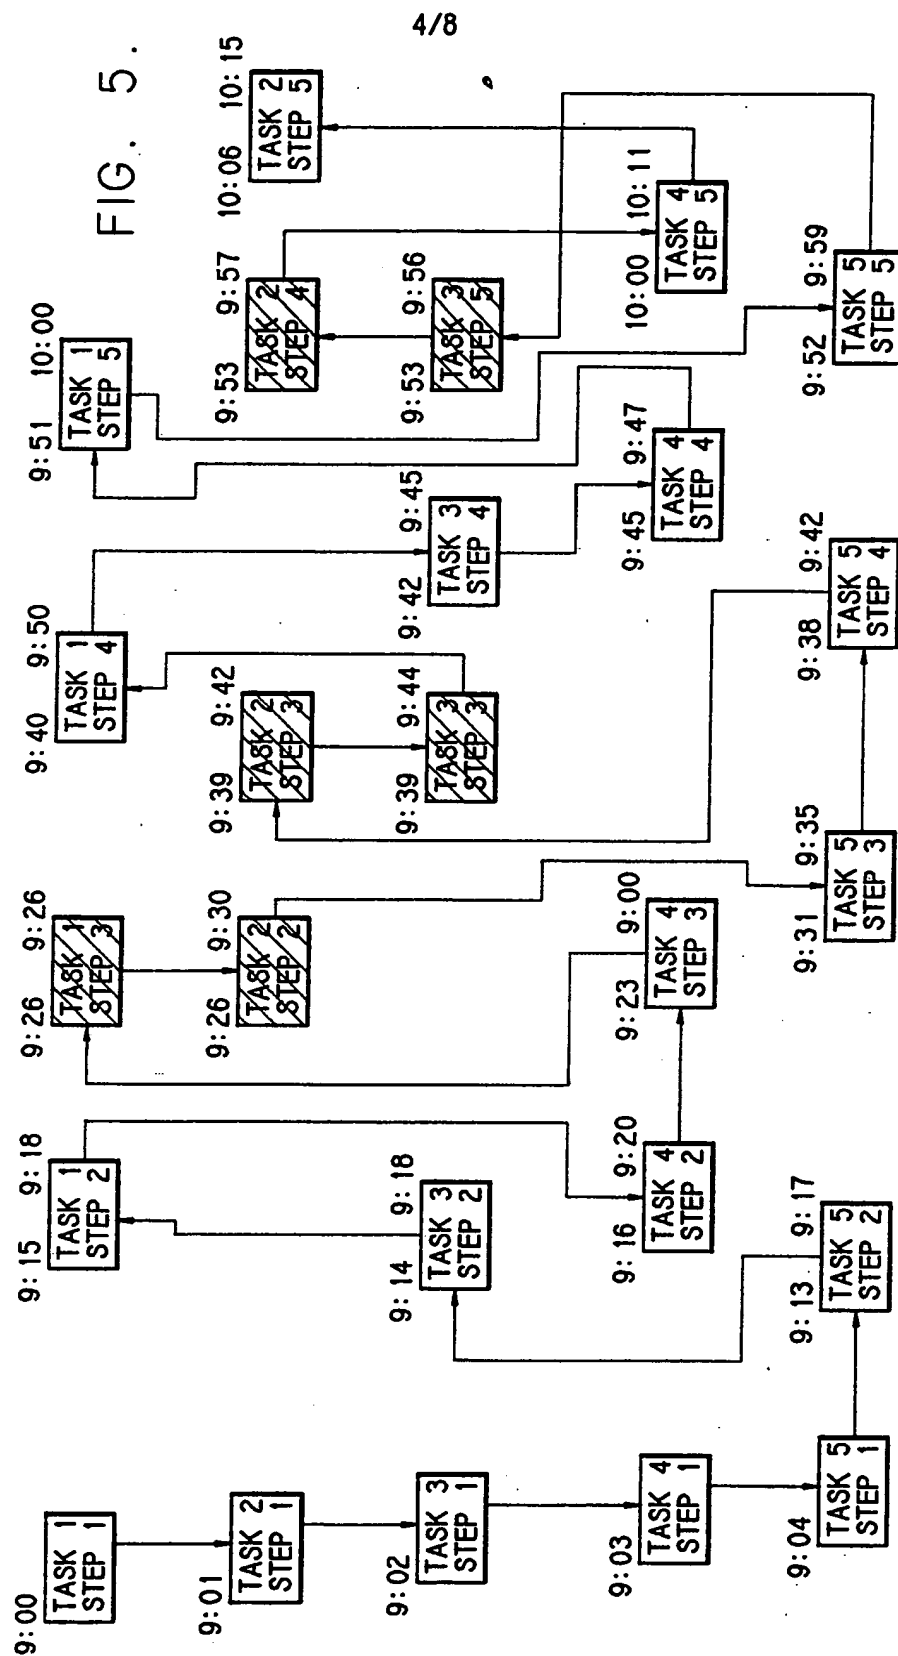 4/8
FIG. 5.
9:00
TASK 1
STEP 1
9:15 9:18
TASK 1
STEP 2
9:26 9:26
TASK 1
STEP 3
9:40 9:50
TASK 1
STEP 4
9:51 10:00
TASK 1
STEP 5
9:01
TASK 2
STEP 1
9:26 9:30
TASK 2
STEP 2
9:39 9:42
TASK 2
STEP 3
9:53 9:57
TASK 2
STEP 4
10:06 10:15
TASK 2
STEP 5
9:02
TASK 3
STEP 1
9:14 9:18
TASK 3
STEP 2
9:39 9:44
TASK 3
STEP 3
9:42 9:45
TASK 3
STEP 4
9:53 9:56
TASK 3
STEP 5
9:03
TASK 4
STEP 1
9:16 9:20
TASK 4
STEP 2
9:23 9:00
TASK 4
STEP 3
9:45 9:47
TASK 4
STEP 4
10:00 10:11
TASK 4
STEP 5
9:04
TASK 5
STEP 1
9:13 9:17
TASK 5
STEP 2
9:31 9:35
TASK 5
STEP 3
9:38 9:42
TASK 5
STEP 4
9:52 9:59
TASK 5
STEP 5